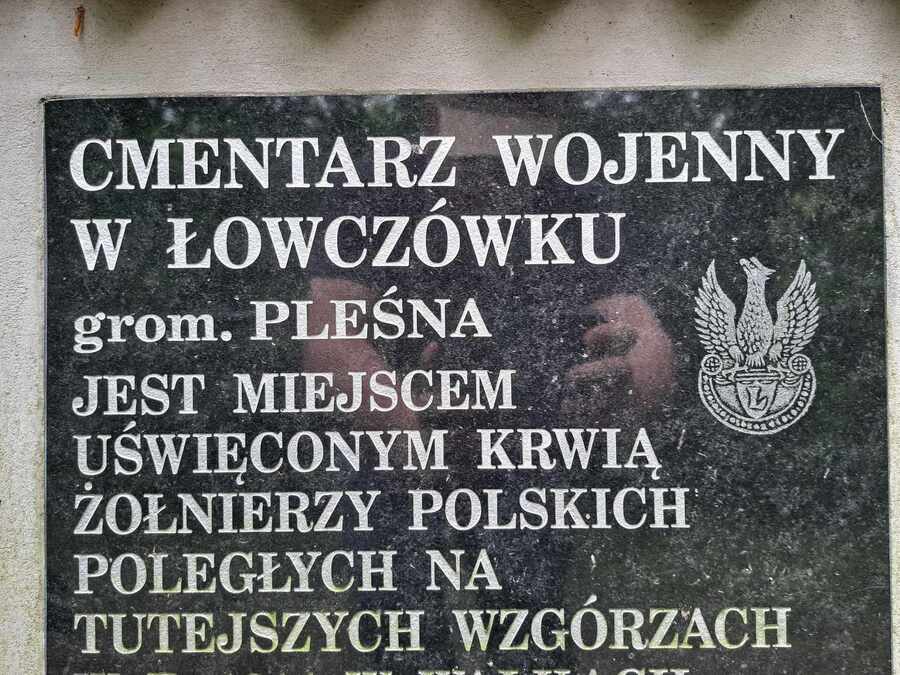 CMENTARZ WOJENNY
W ŁOWCZÓWKU
grom. PLEŚNA
JEST MIEJSCEM
UŚWIĘCONYM KRWIĄ
ŻOŁNIERZY POLSKICH
POLEGŁYCH NA
TUTEJSZYCH WZGÓRZACH
L